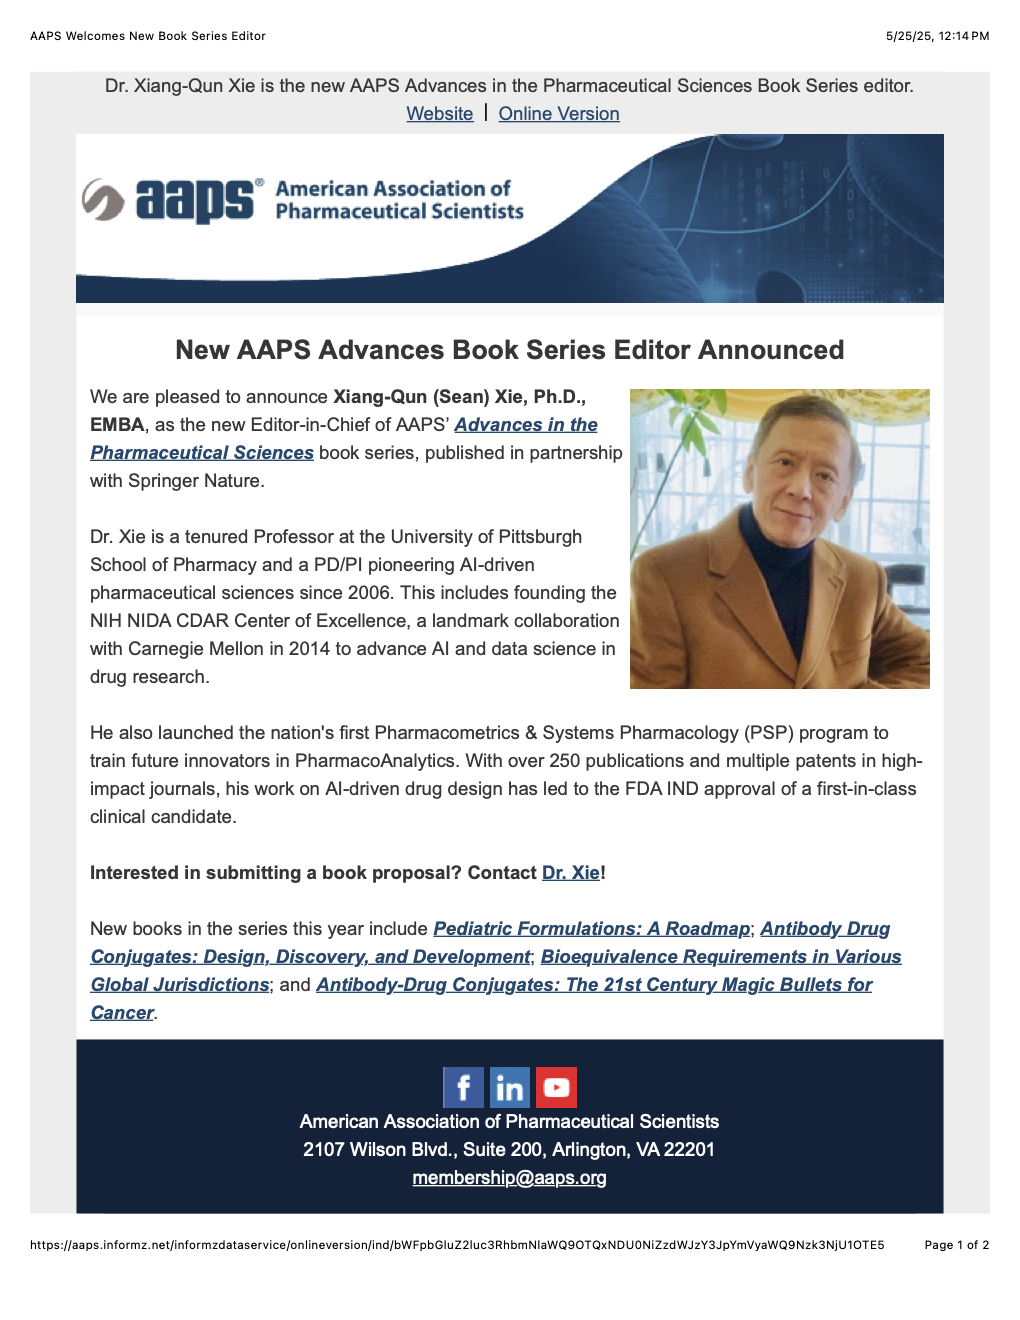 AAPS Welcomes New Book Series Editor 5/25/25, 12:14 PM
Dr. Xiang-Qun Xie is the new AAPS Advances in the Pharmaceutical Sciences Book Series editor.
Website | Online Version
aaps® American Association of
Pharmaceutical Scientists
New AAPS Advances Book Series Editor Announced
We are pleased to announce Xiang-Qun (Sean) Xie, Ph.D.,
EMBA, as the new Editor-in-Chief of AAPS' Advances in the
Pharmaceutical Sciences book series, published in partnership
with Springer Nature.
Dr. Xie is a tenured Professor at the University of Pittsburgh
School of Pharmacy and a PD/PI pioneering AI-driven
pharmaceutical sciences since 2006. This includes founding the
NIH NIDA CDAR Center of Excellence, a landmark collaboration
with Carnegie Mellon in 2014 to advance AI and data science in
drug research.
He also launched the nation's first Pharmacometrics & Systems Pharmacology (PSP) program to
train future innovators in PharmacoAnalytics. With over 250 publications and multiple patents in high-
impact journals, his work on AI-driven drug design has led to the FDA IND approval of a first-in-class
clinical candidate.
Interested in submitting a book proposal? Contact Dr. Xie!
New books in the series this year include Pediatric Formulations: A Roadmap; Antibody Drug
Conjugates: Design, Discovery, and Development; Bioequivalence Requirements in Various
Global Jurisdictions; and Antibody-Drug Conjugates: The 21st Century Magic Bullets for
Cancer.
American Association of Pharmaceutical Scientists
2107 Wilson Blvd., Suite 200, Arlington, VA 22201
membership@aaps.org
https://aaps.informz.net/informzdataservice/onlineversion/ind/bWFpbGluZ2luc3RhbmNlaWQ9OTQxNDU0NiZzdWJzY3JpYmVyaWQ9Nzk3NjU1OTE5 Page 1 of 2